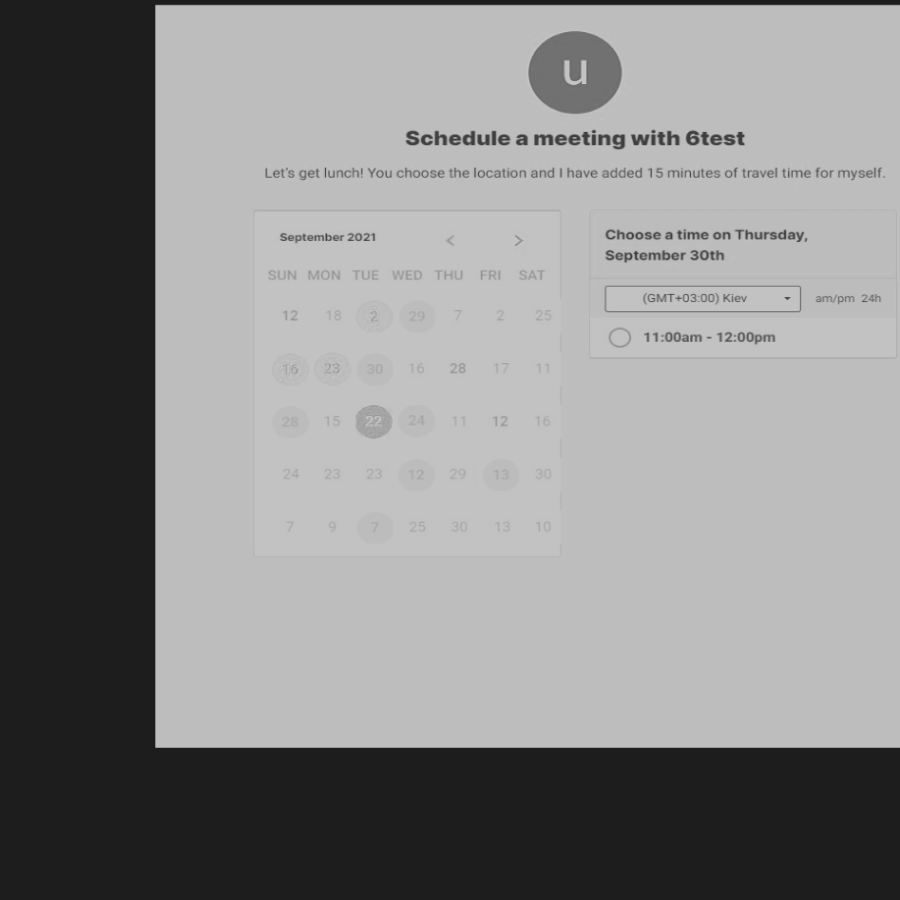 u
Schedule a meeting with 6test
Let's get lunch! You choose the location and I have added 15 minutes of travel time for myself.
September 2021 < >
SUN MON TUE WED THU FRI SAT
12 18 2 29 7 2 25
16 23 30 16 28 17 11
28 15 22 24 11 12 16
24 23 23 12 29 13 30
7 9 7 25 30 13 10
Choose a time on Thursday,
September 30th
(GMT+03:00) Kiev am/pm 24h
11:00am - 12:00pm